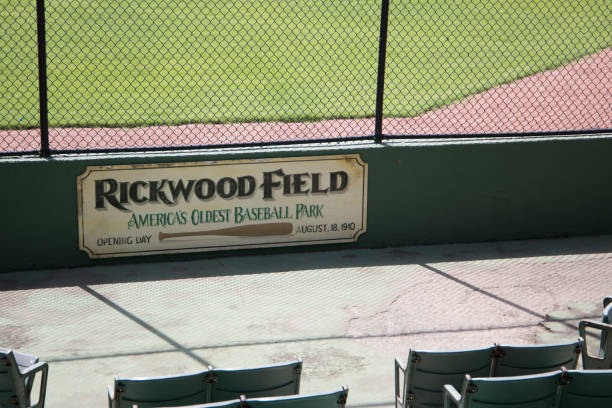 RICKWOOD FIELD
AMERICA'S OLDEST BASEBALL PARK
OPENING DAY AUGUST, 18, 1910